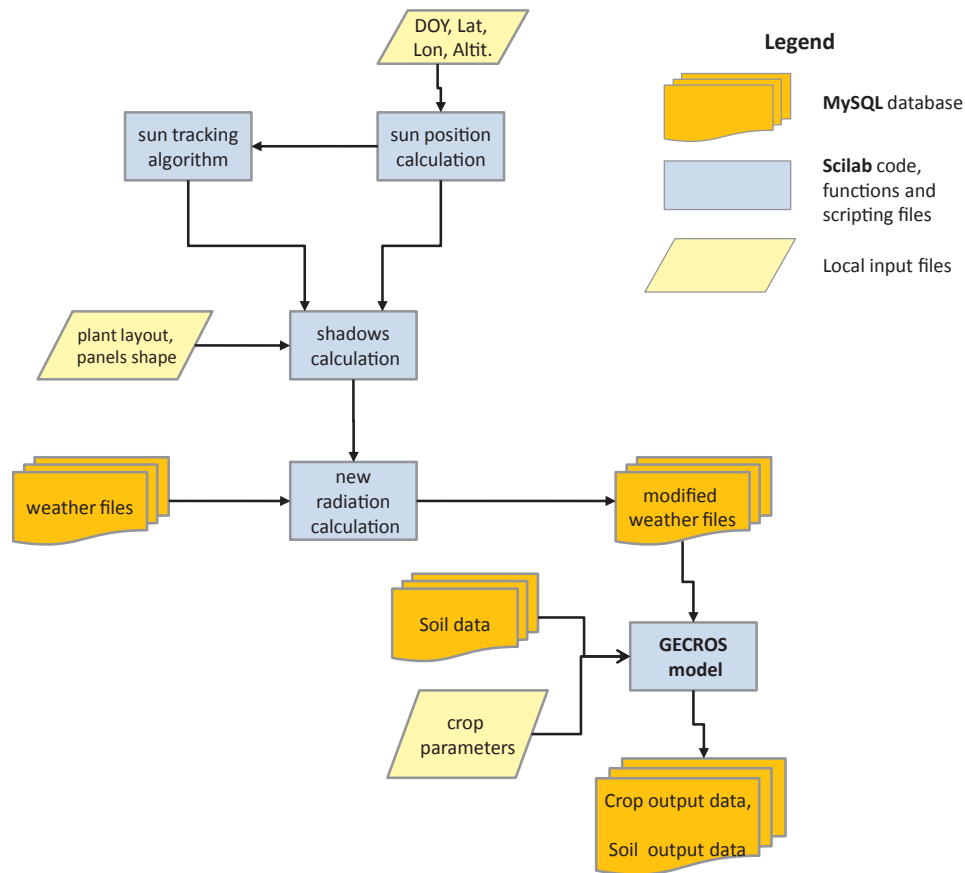 DOY, Lat,
Lon, Altit.
Legend
MySQL database
sun tracking
algorithm
sun position
calculation
Scilab code,
functions and
scripting files
Local input files
plant layout,
panels shape
shadows
calculation
weather files
new
radiation
calculation
modified
weather files
Soil data
GECROS
model
crop
parameters
Crop output data,
Soil output data